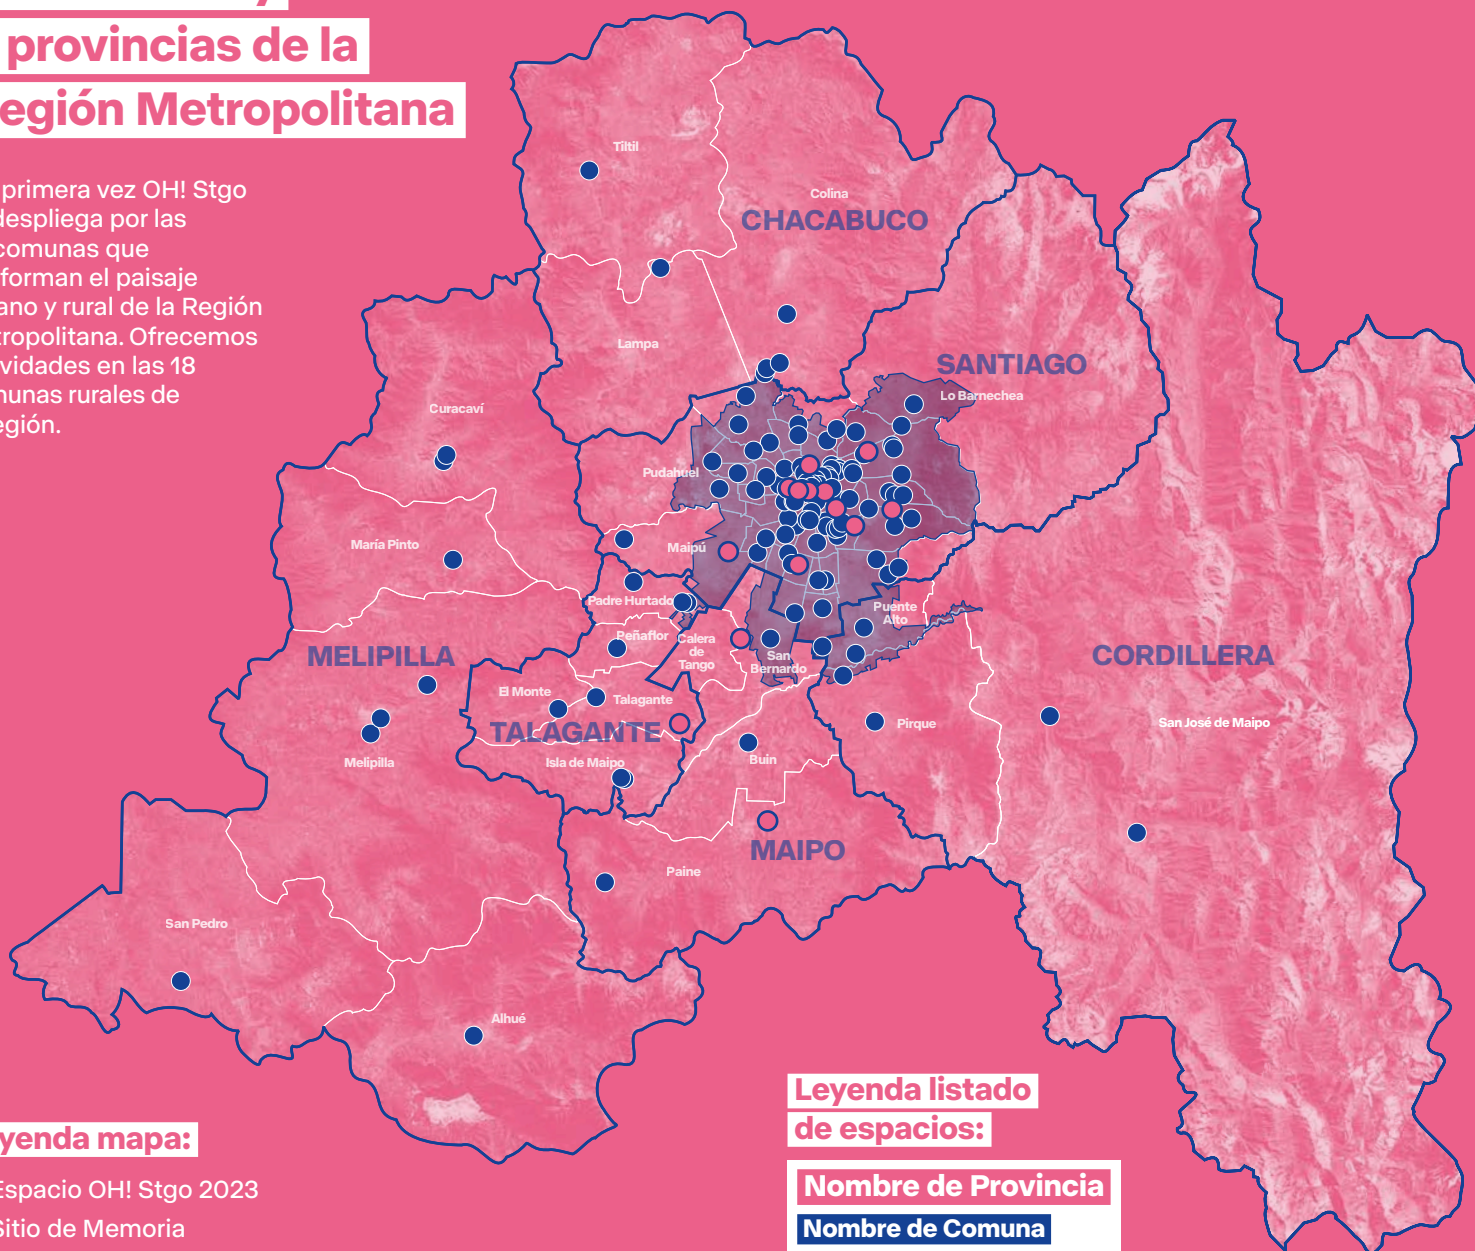 y
provincias de la
egión Metropolitana
primera vez OH! Stgo
despliega por las
comunas que
forman el paisaje
ano y rural de la Región
tropolitana. Ofrecemos
vidades en las 18
munas rurales de
egión.
Tiltil
Colina
CHACABUCO
Lampa
SANTIAGO
Lo Barnechea
Curacaví
Pudahuel
María Pinto
Maipú
Padre Hurtado
Puente
Alto
Peñaflor
Calera
de
Tango
San
Bernardo
MELIPILLA
CORDILLERA
El Monte
Talagante
TALAGANTE
Pirque
San José de Maipo
Melipilla
Isla de Maipo
Buin
MAIPO
Paine
San Pedro
Alhué
yenda mapa:
Espacio OH! Stgo 2023
Sitio de Memoria
Leyenda listado
de espacios:
Nombre de Provincia
Nombre de Comuna